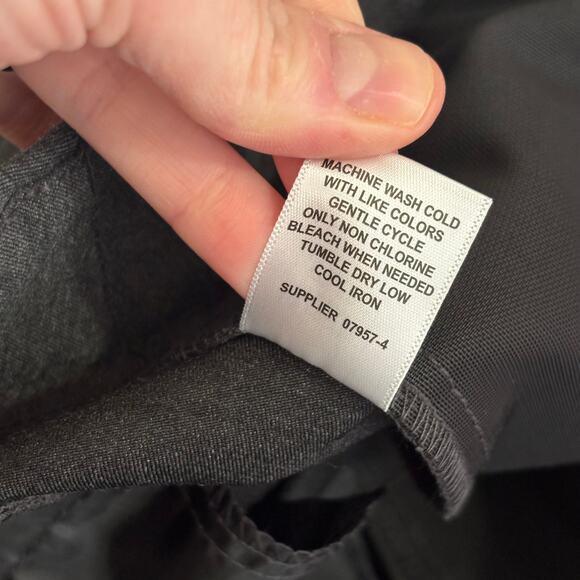 MACHINE WASH COLD
WITH LIKE COLORS
GENTLE CYCLE
ONLY NON CHLORINE
BLEACH WHEN NEEDED
TUMBLE DRY LOW
COOL IRON
SUPPLIER 07957-4